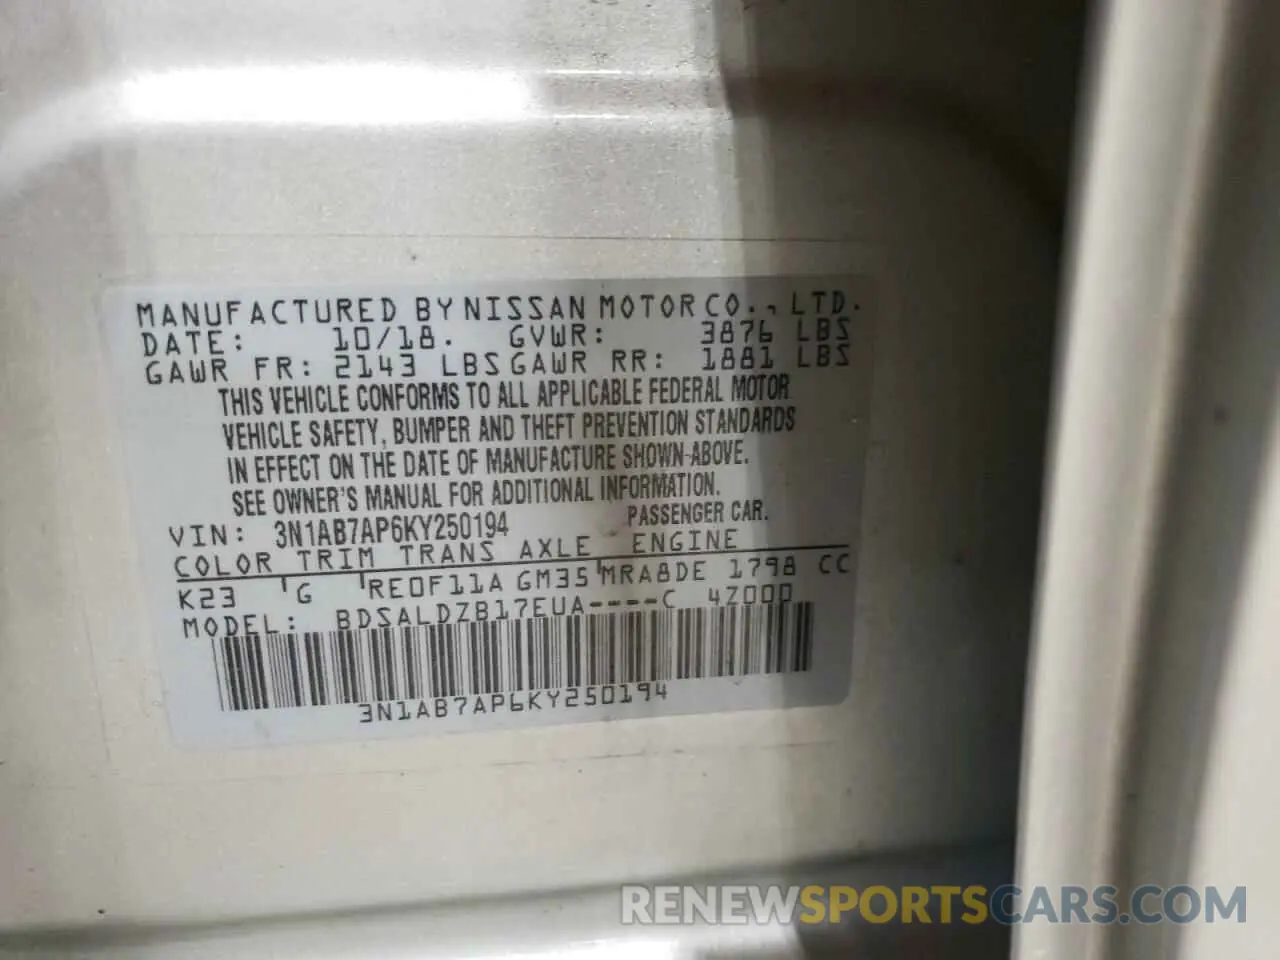 MANUFACTURED BY NISSAN MOTOR CO., LTD.
DATE: 10/18. GVWR: 3876 LBS
GAWR FR: 2143 LBS GAWR RR: 1881 LBS
THIS VEHICLE CONFORMS TO ALL APPLICABLE FEDERAL MOTOR
VEHICLE SAFETY, BUMPER AND THEFT PREVENTION STANDARDS
IN EFFECT ON THE DATE OF MANUFACTURE SHOWN ABOVE.
SEE OWNER'S MANUAL FOR ADDITIONAL INFORMATION.
VIN: 3N1AB7AP6KY250194 PASSENGER CAR.
COLOR TRIM TRANS AXLE ENGINE
K23 G RE0F11A GM35 MRA8DE 1798 CC
MODEL: BDSALDZB17EUA----C 4Z000
3N1AB7AP6KY250194
RENEWSPORTSCARS.COM